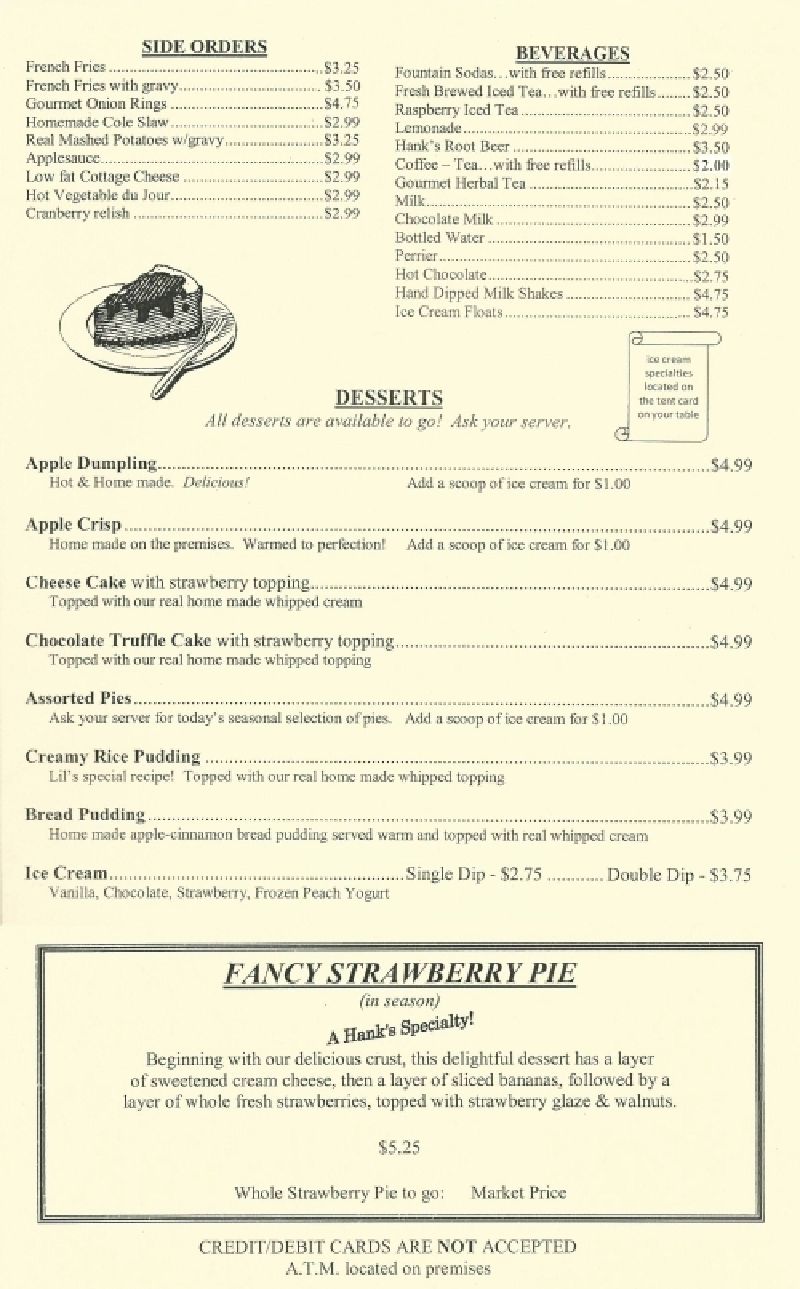 SIDE ORDERS
French Fries ........ $3.25
French Fries with gravy........ $3.50
Gourmet Onion Rings ........ $4.75
Homemade Cole Slaw........ $2.99
Real Mashed Potatoes w/gravy........ $3.25
Applesauce........ $2.99
Low fat Cottage Cheese ........ $2.99
Hot Vegetable du Jour........ $2.99
Cranberry relish ........ $2.99
BEVERAGES
Fountain Sodas…with free refills........ $2.50
Fresh Brewed Iced Tea…with free refills ........ $2.50
Raspberry Iced Tea ........ $2.50
Lemonade........ $2.99
Hank's Root Beer ........ $3.50
Coffee – Tea…with free refills........ $2.00
Gourmet Herbal Tea ........ $2.15
Milk........ $2.50
Chocolate Milk ........ $2.99
Bottled Water ........ $1.50
Perrier........ $2.50
Hot Chocolate........ $2.75
Hand Dipped Milk Shakes ........ $4.75
Ice Cream Floats........ $4.75
ice cream
specialties
located on
the tent card
on your table
DESSERTS
All desserts are available to go! Ask your server.
Apple Dumpling........ $4.99
Hot & Home made. Delicious! Add a scoop of ice cream for $1.00
Apple Crisp ........ $4.99
Home made on the premises. Warmed to perfection! Add a scoop of ice cream for $1.00
Cheese Cake with strawberry topping........ $4.99
Topped with our real home made whipped cream
Chocolate Truffle Cake with strawberry topping........ $4.99
Topped with our real home made whipped topping
Assorted Pies........ $4.99
Ask your server for today's seasonal selection of pies. Add a scoop of ice cream for $1.00
Creamy Rice Pudding ........ $3.99
Lil's special recipe! Topped with our real home made whipped topping
Bread Pudding........ $3.99
Home made apple-cinnamon bread pudding served warm and topped with real whipped cream
Ice Cream........ Single Dip - $2.75 ........ Double Dip - $3.75
Vanilla, Chocolate, Strawberry, Frozen Peach Yogurt
FANCY STRAWBERRY PIE
(in season)
A Hank's Specialty!
Beginning with our delicious crust, this delightful dessert has a layer
of sweetened cream cheese, then a layer of sliced bananas, followed by a
layer of whole fresh strawberries, topped with strawberry glaze & walnuts.
$5.25
Whole Strawberry Pie to go: Market Price
CREDIT/DEBIT CARDS ARE NOT ACCEPTED
A.T.M. located on premises